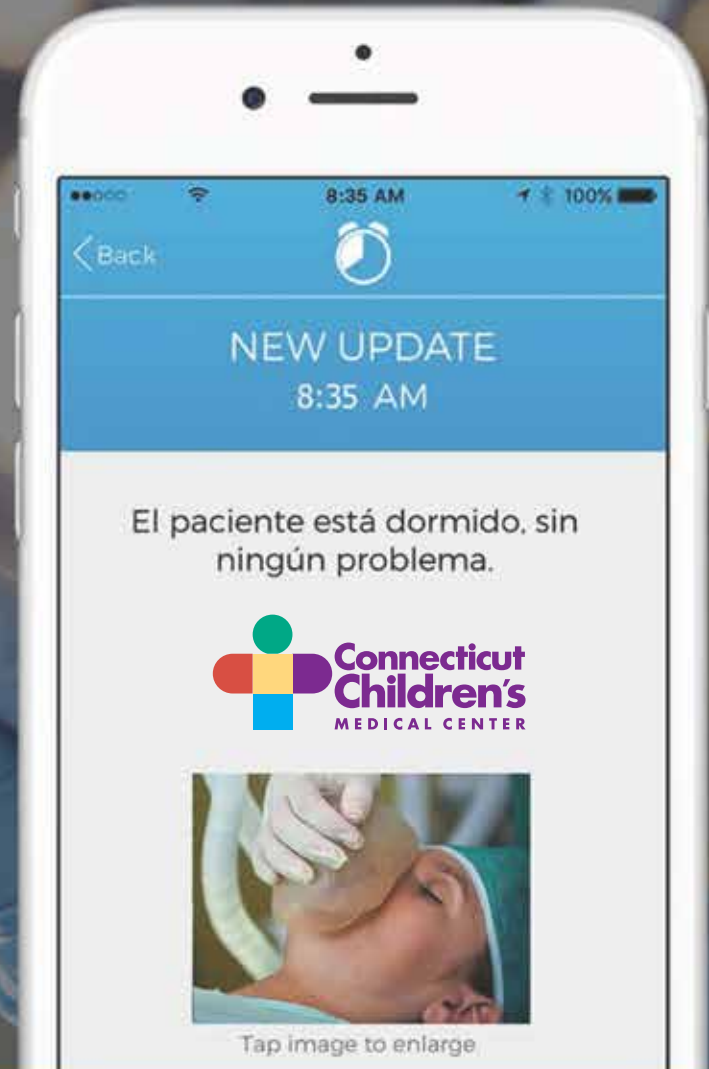 8:35 AM
100%
Back
NEW UPDATE
8:35 AM
El paciente está dormido, sin
ningún problema.
Connecticut
Children's
MEDICAL CENTER
Tap image to enlarge